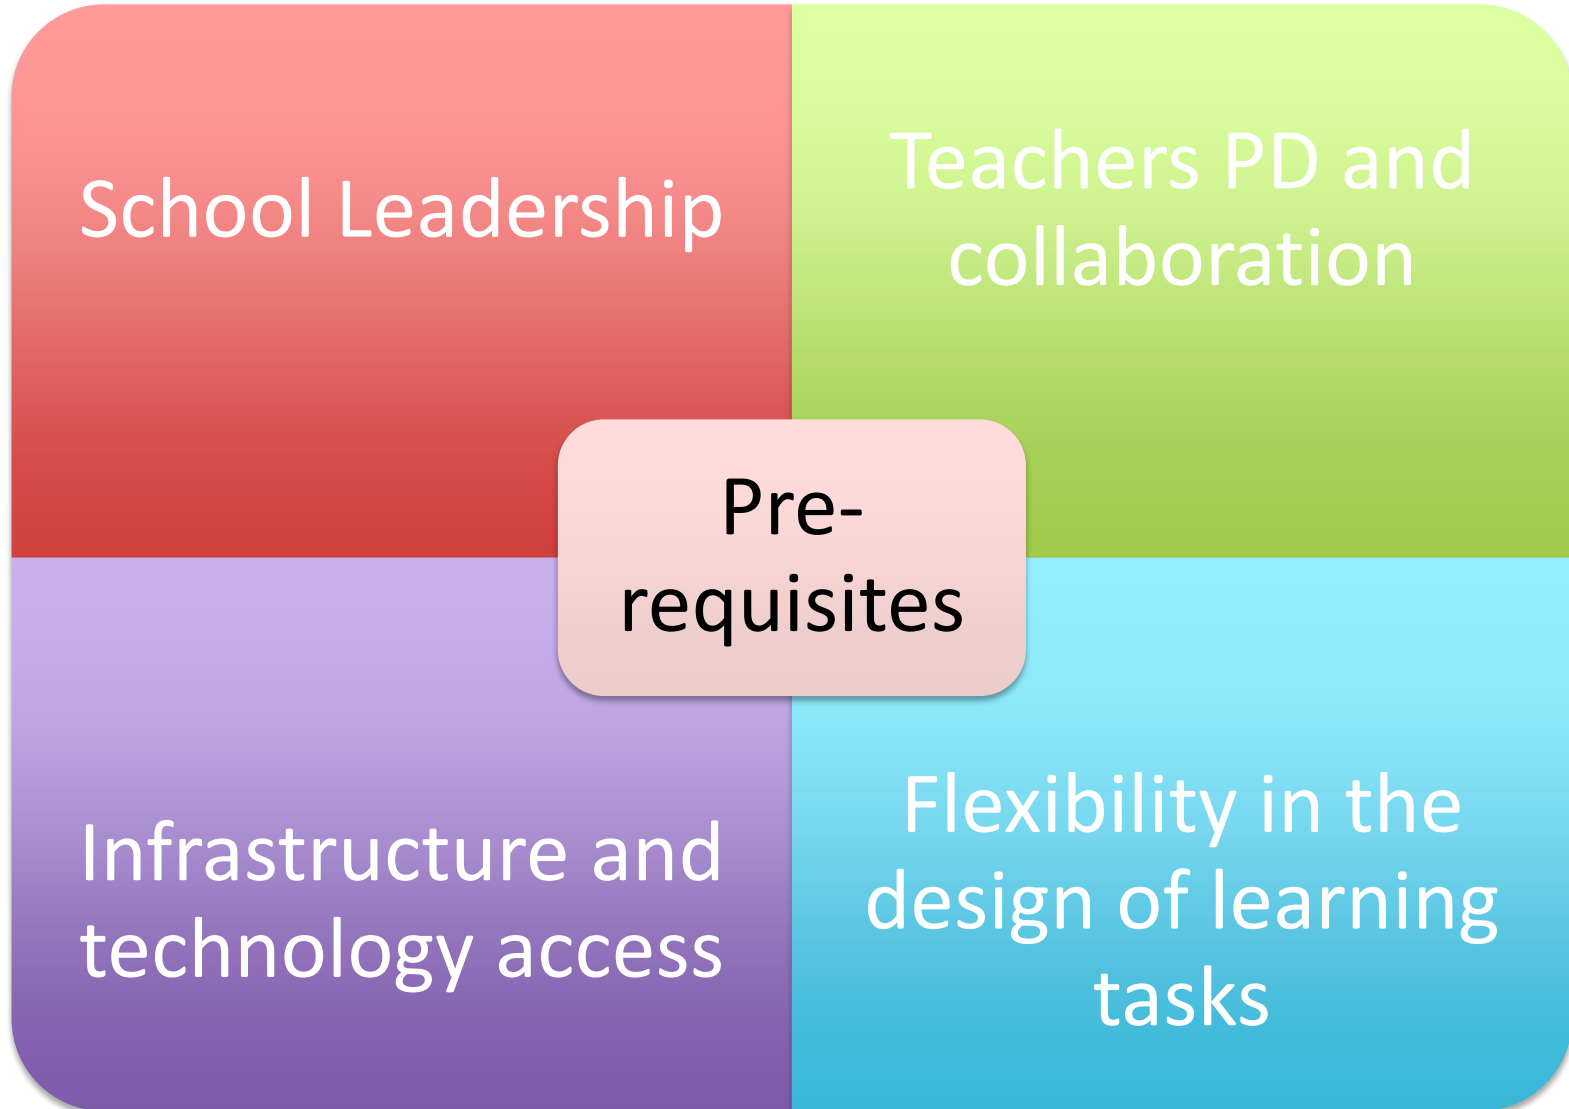 School Leadership
Teachers PD and
collaboration
Pre-
requisites
Infrastructure and
technology access
Flexibility in the
design of learning
tasks